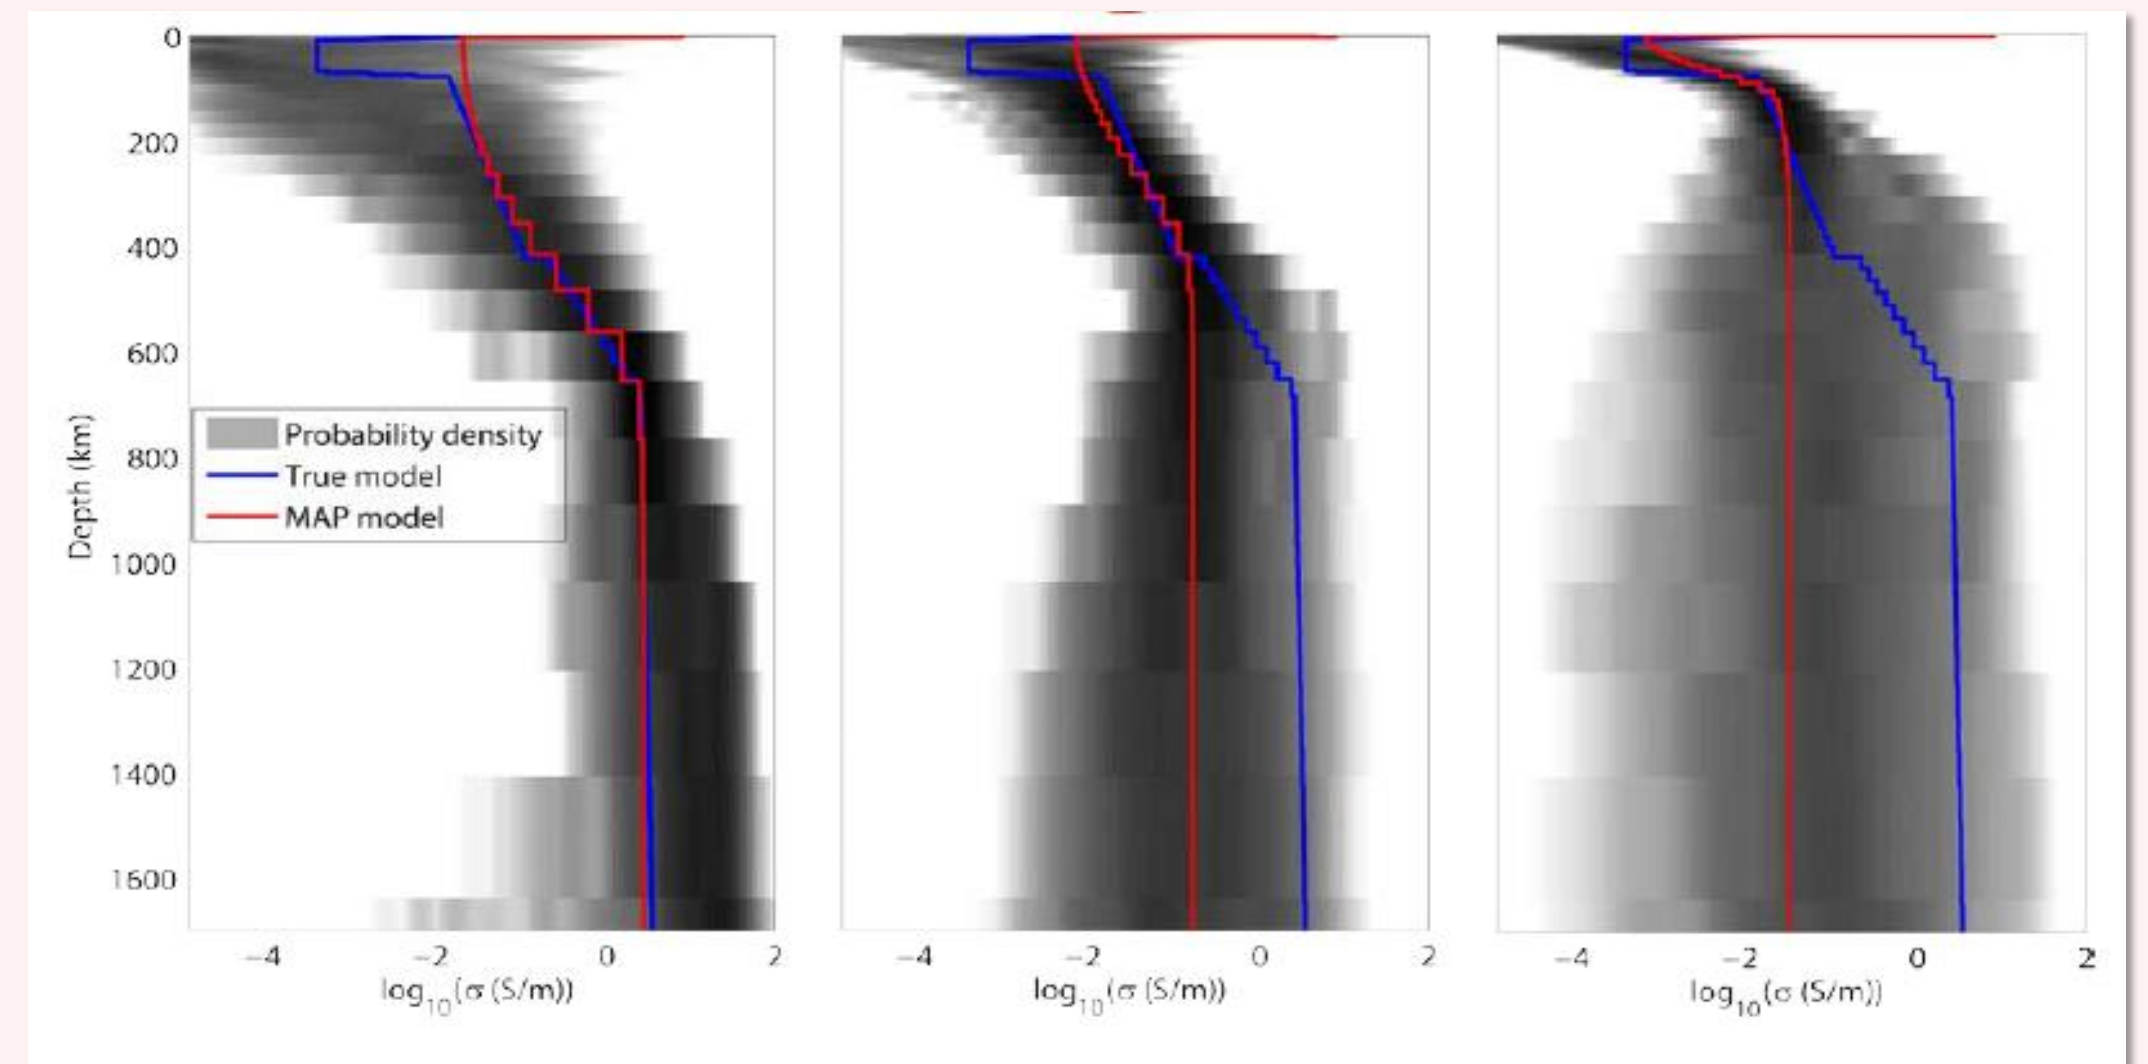 0
200
400
600
800
1000
1200
1400
1600
Depth (km)
Probability density
True model
MAP model
−4 −2 0 2
log10(σ (S/m))
−4 −2 0 2
log10(σ (S/m))
−4 −2 0 2
log10(σ (S/m))